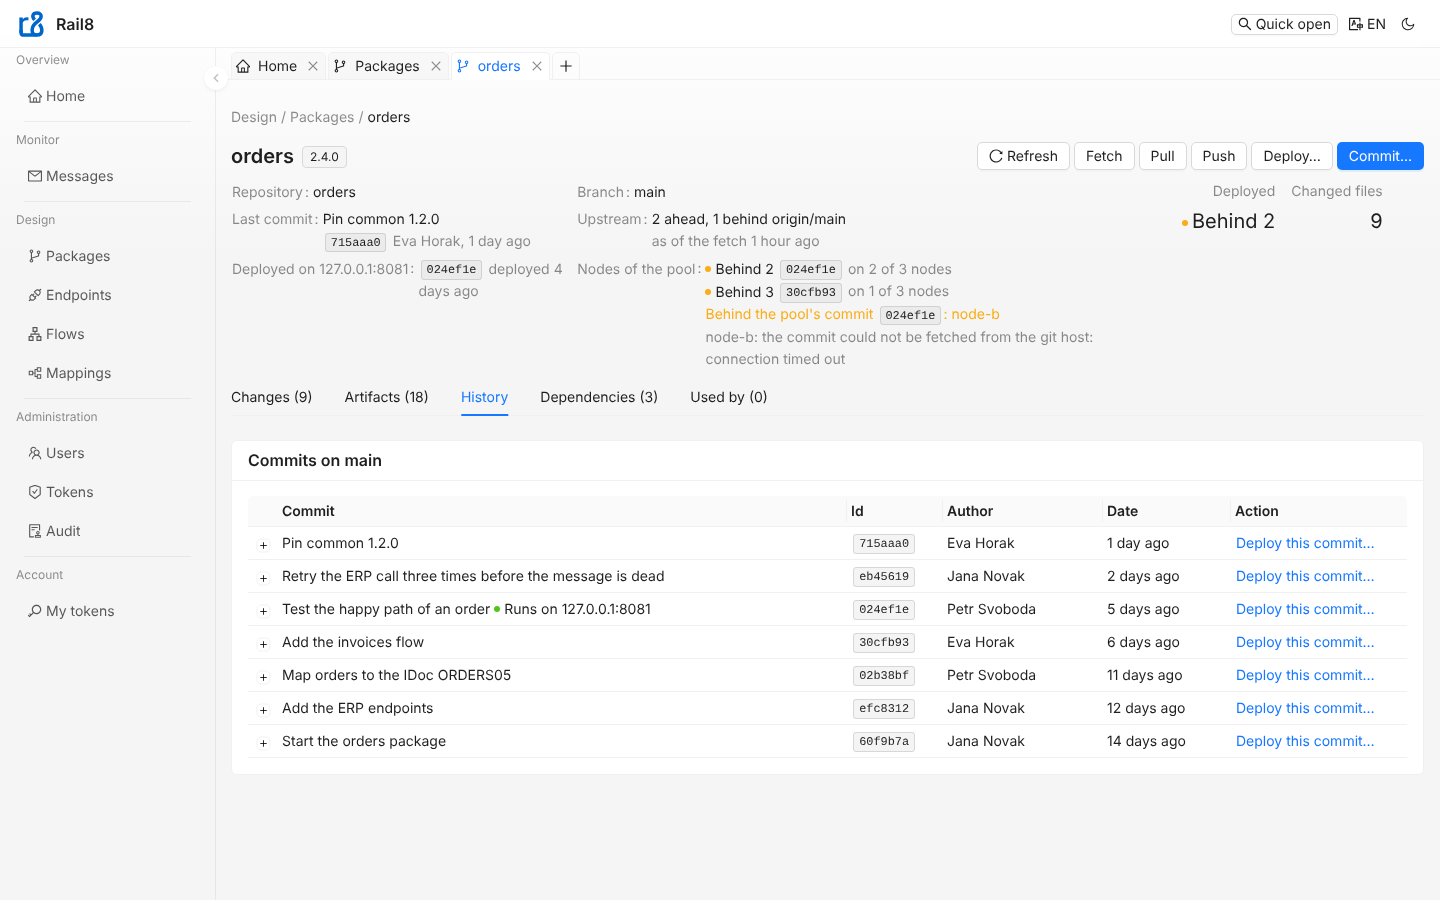 r8 Rail8
Quick open
EN
Overview
Home
Monitor
Messages
Design
Packages
Endpoints
Flows
Mappings
Administration
Users
Tokens
Audit
Account
My tokens
Home
Packages
orders
Design / Packages / orders
orders 2.4.0
Refresh
Fetch
Pull
Push
Deploy...
Commit...
Repository: orders
Branch: main
Deployed
Behind 2
Changed files
9
Last commit: Pin common 1.2.0
715aaa0 Eva Horak, 1 day ago
Upstream: 2 ahead, 1 behind origin/main
as of the fetch 1 hour ago
Deployed on 127.0.0.1:8081: 024ef1e deployed 4
days ago
Nodes of the pool: Behind 2 024ef1e on 2 of 3 nodes
Behind 3 30cfb93 on 1 of 3 nodes
Behind the pool's commit 024ef1e : node-b
node-b: the commit could not be fetched from the git host:
connection timed out
Changes (9) Artifacts (18) History Dependencies (3) Used by (0)
Commits on main
Commit Id Author Date Action
+ Pin common 1.2.0 715aaa0 Eva Horak 1 day ago Deploy this commit...
+ Retry the ERP call three times before the message is dead eb45619 Jana Novak 2 days ago Deploy this commit...
+ Test the happy path of an order Runs on 127.0.0.1:8081 024ef1e Petr Svoboda 5 days ago Deploy this commit...
+ Add the invoices flow 30cfb93 Eva Horak 6 days ago Deploy this commit...
+ Map orders to the IDoc ORDERS05 02b38bf Petr Svoboda 11 days ago Deploy this commit...
+ Add the ERP endpoints efc8312 Jana Novak 12 days ago Deploy this commit...
+ Start the orders package 60f9b7a Jana Novak 14 days ago Deploy this commit...